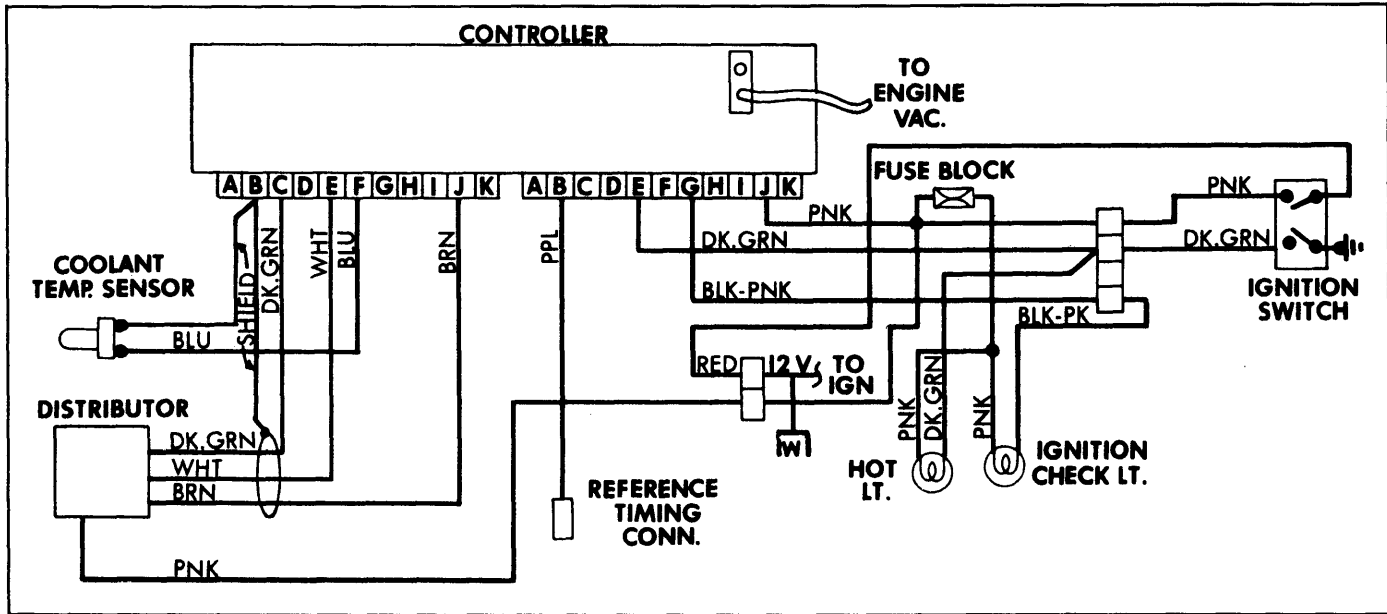 CONTROLLER
TO
ENGINE
VAC.
A B C D E F G H I J K
A B C D E F G H I J K
FUSE BLOCK
PNK
PNK
DK.GRN
DK.GRN
IGNITION
SWITCH
BLK-PNK
BLK-PK
COOLANT
TEMP. SENSOR
SHIELD
DK.GRN
WHT
BLU
BRN
PPL
BLU
RED
12 V
TO
IGN
DISTRIBUTOR
DK.GRN
WHT
BRN
PNK
W
PNK
DK.GRN
PNK
HOT
LT.
IGNITION
CHECK LT.
REFERENCE
TIMING
CONN.